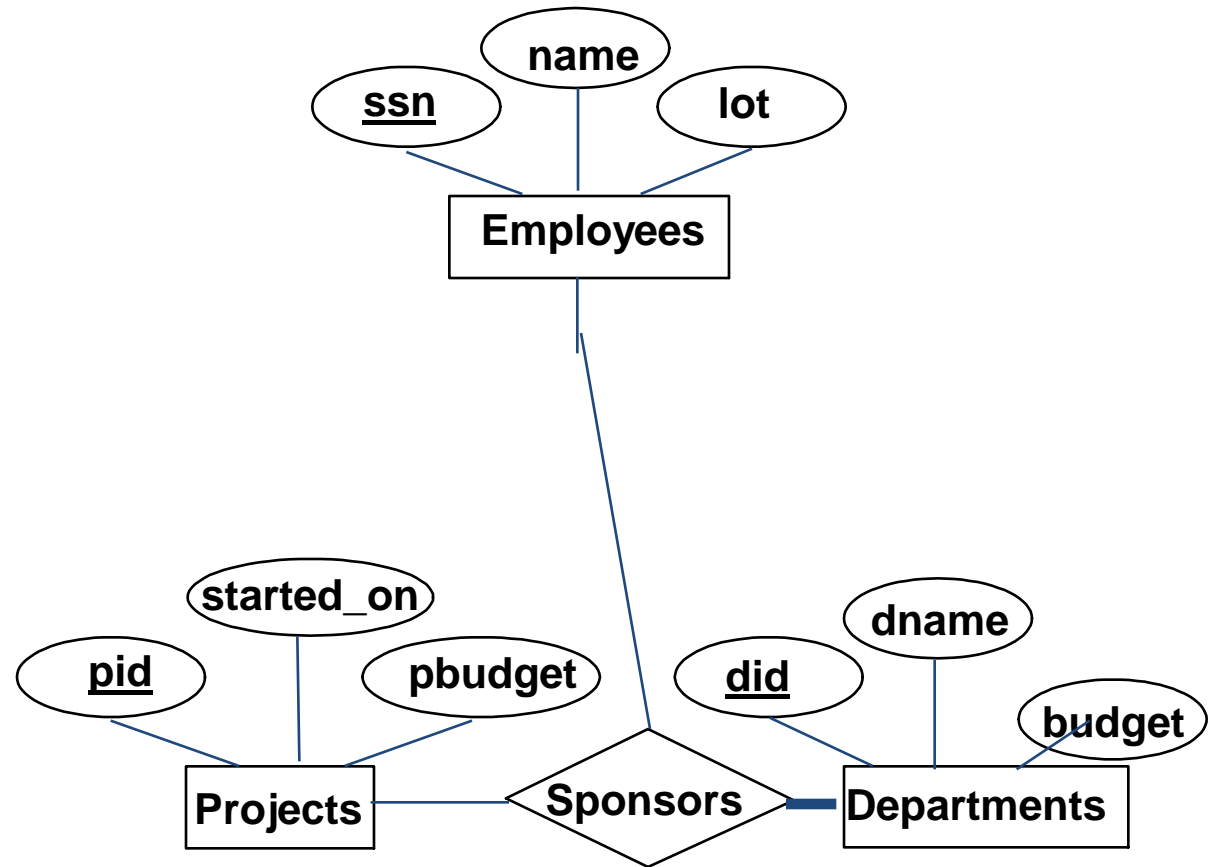 name
ssn
lot
Employees
started_on
pid
pbudget
Projects
Sponsors
dname
did
budget
Departments